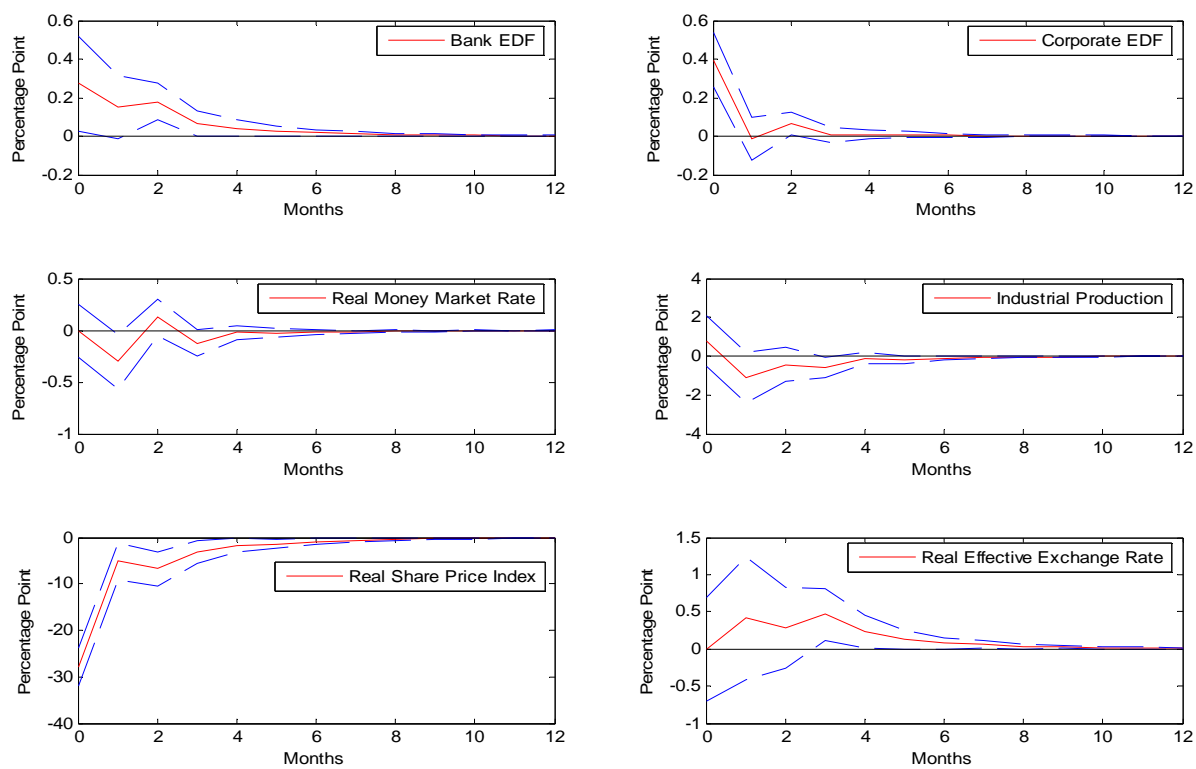 0.6
0.4
0.2
0
-0.2
Percentage Point
Bank EDF
0 2 4 6 8 10 12
Months
0.6
0.4
0.2
0
-0.2
Percentage Point
Corporate EDF
0 2 4 6 8 10 12
Months
0.5
0
-0.5
-1
Percentage Point
Real Money Market Rate
0 2 4 6 8 10 12
Months
4
2
0
-2
-4
Percentage Point
Industrial Production
0 2 4 6 8 10 12
Months
0
-10
-20
-30
-40
Percentage Point
Real Share Price Index
0 2 4 6 8 10 12
Months
1.5
1
0.5
0
-0.5
-1
Percentage Point
Real Effective Exchange Rate
0 2 4 6 8 10 12
Months